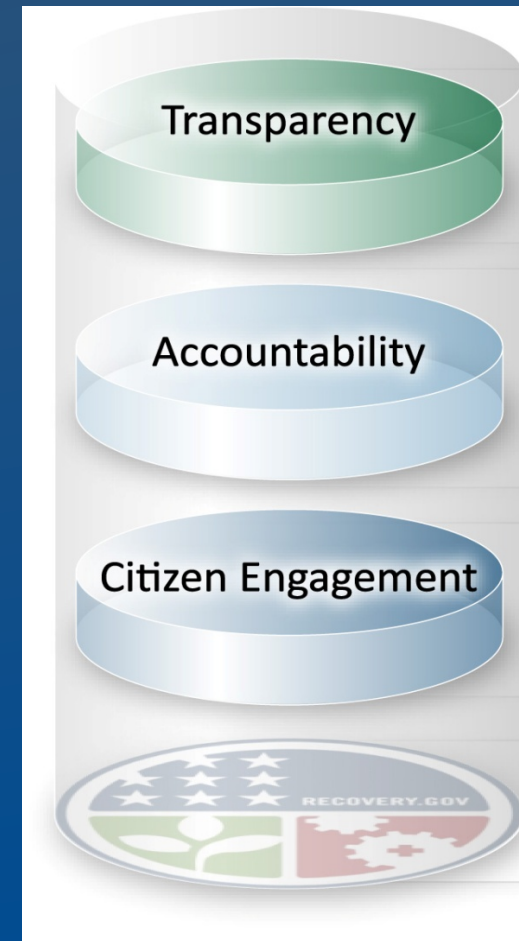 Transparency
Accountability
Citizen Engagement
RECOVERY.GOV